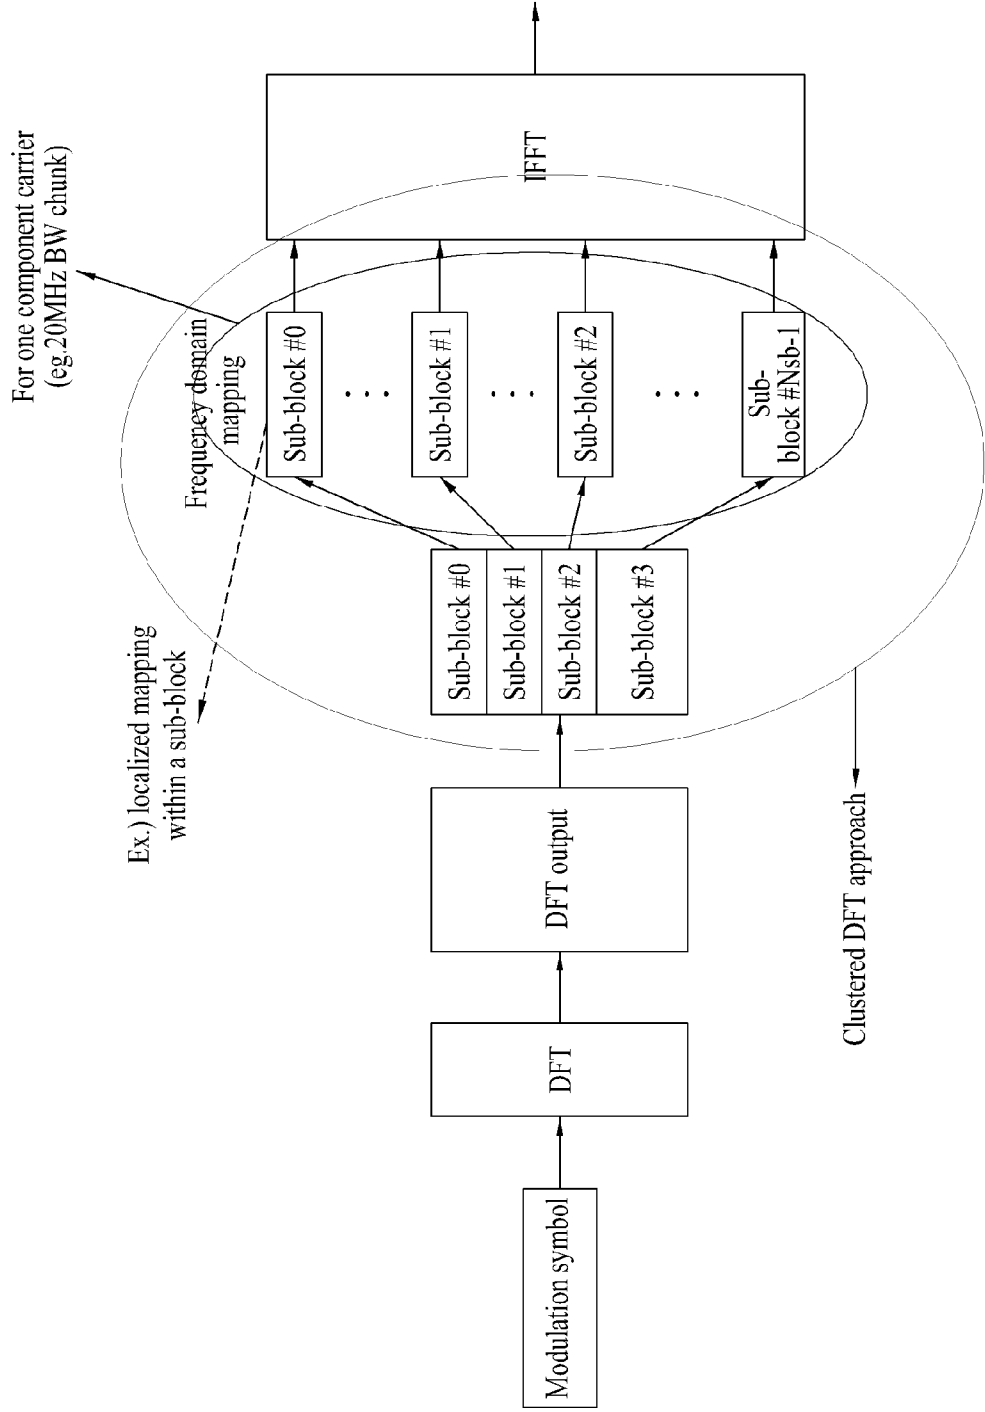 Modulation symbol
DFT
DFT output
Sub-block #0
Sub-block #1
Sub-block #2
Sub-block #3
Ex.) localized mapping
within a sub-block
Frequency domain
mapping
Sub-block #0
Sub-block #1
Sub-block #2
Sub-
block #Nsb-1
For one component carrier
(eg.20MHz BW chunk)
IFFT
Clustered DFT approach